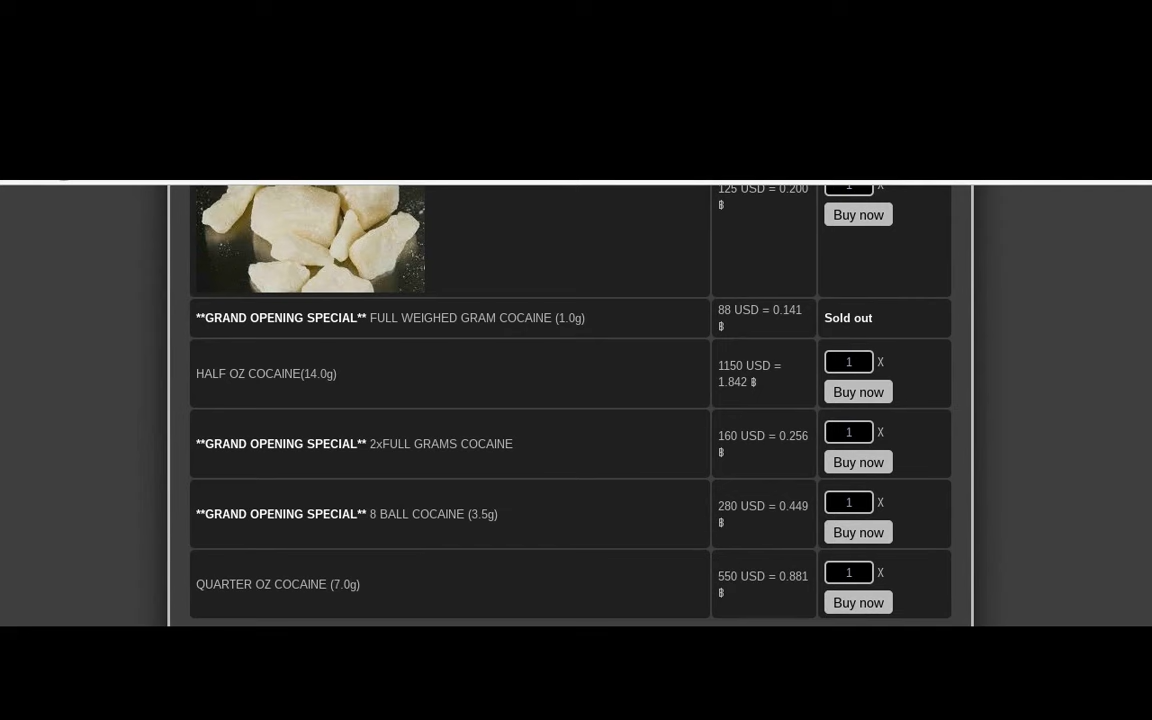 125 USD = 0.200
฿
1 X
Buy now
**GRAND OPENING SPECIAL** FULL WEIGHED GRAM COCAINE (1.0g)
88 USD = 0.141
฿
Sold out
HALF OZ COCAINE(14.0g)
1150 USD =
1.842 ฿
1 X
Buy now
**GRAND OPENING SPECIAL** 2xFULL GRAMS COCAINE
160 USD = 0.256
฿
1 X
Buy now
**GRAND OPENING SPECIAL** 8 BALL COCAINE (3.5g)
280 USD = 0.449
฿
1 X
Buy now
QUARTER OZ COCAINE (7.0g)
550 USD = 0.881
฿
1 X
Buy now